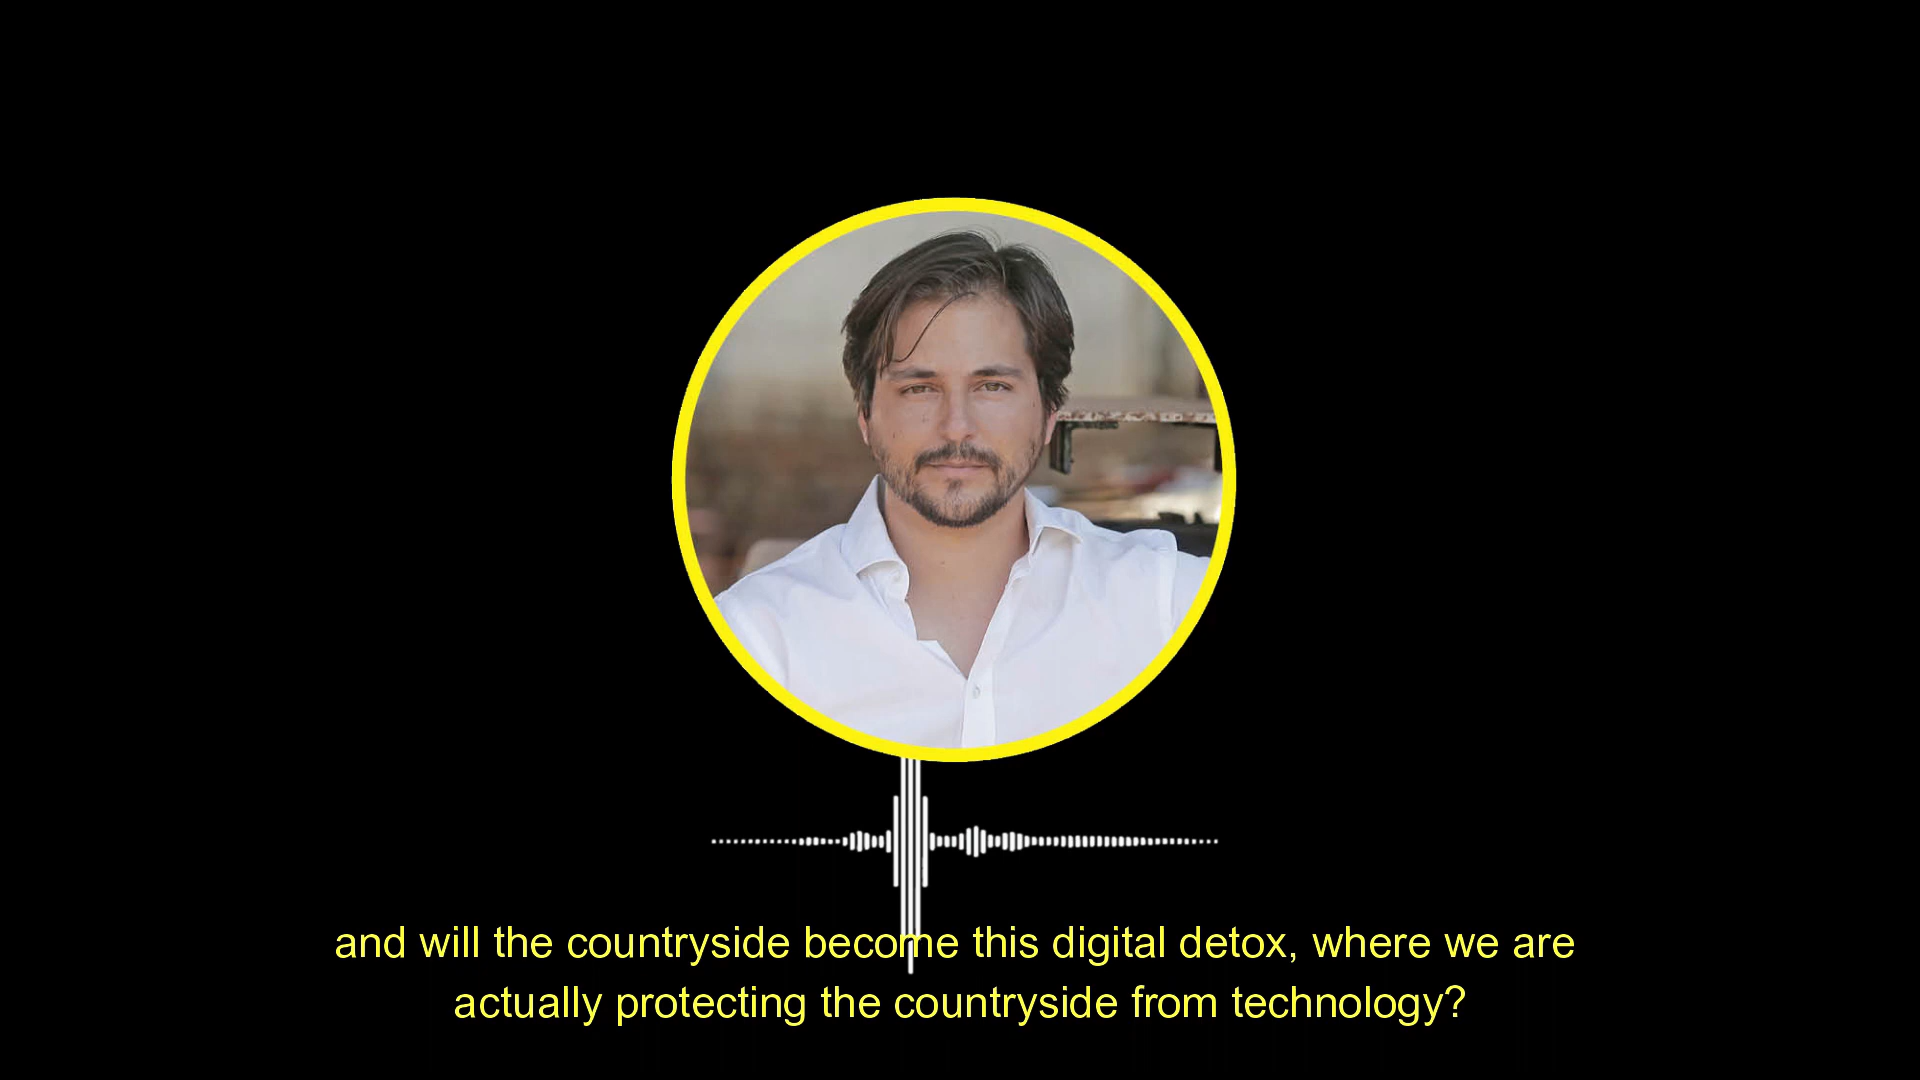 and will the countryside become this digital detox, where we are
actually protecting the countryside from technology?